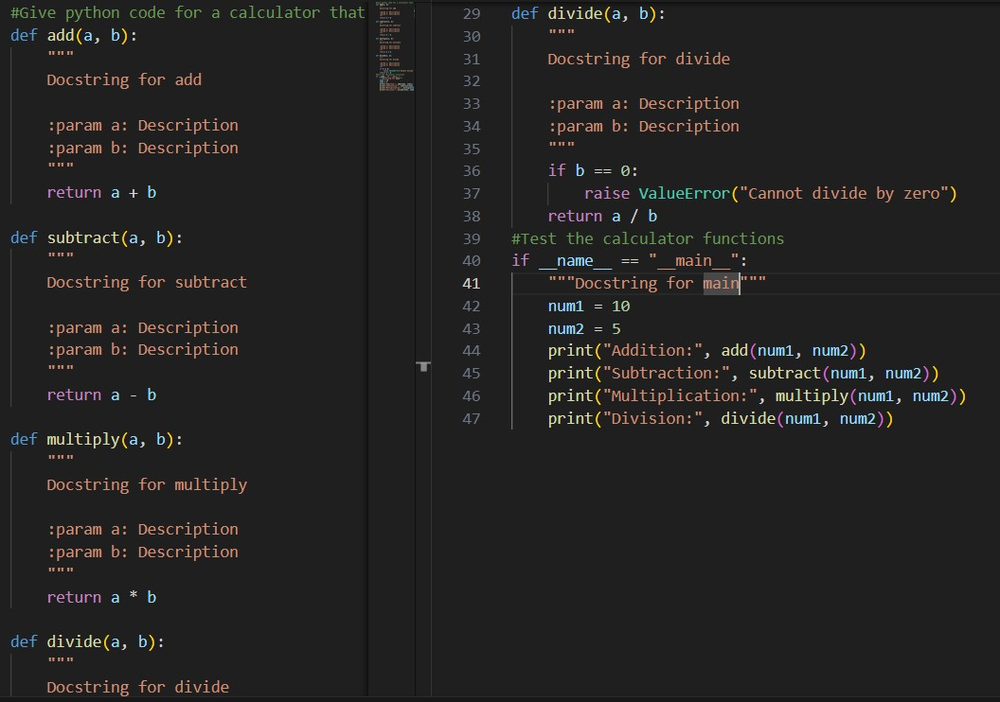 #Give python code for a calculator that
def add(a, b):
"""
Docstring for add
:param a: Description
:param b: Description
"""
return a + b
def subtract(a, b):
"""
Docstring for subtract
:param a: Description
:param b: Description
"""
return a - b
def multiply(a, b):
"""
Docstring for multiply
:param a: Description
:param b: Description
"""
return a * b
def divide(a, b):
"""
Docstring for divide
29 def divide(a, b):
30 """
31 Docstring for divide
32
33 :param a: Description
34 :param b: Description
35 """
36 if b == 0:
37 raise ValueError("Cannot divide by zero")
38 return a / b
39 #Test the calculator functions
40 if __name__ == "__main__":
41 """Docstring for main"""
42 num1 = 10
43 num2 = 5
44 print("Addition:", add(num1, num2))
45 print("Subtraction:", subtract(num1, num2))
46 print("Multiplication:", multiply(num1, num2))
47 print("Division:", divide(num1, num2))